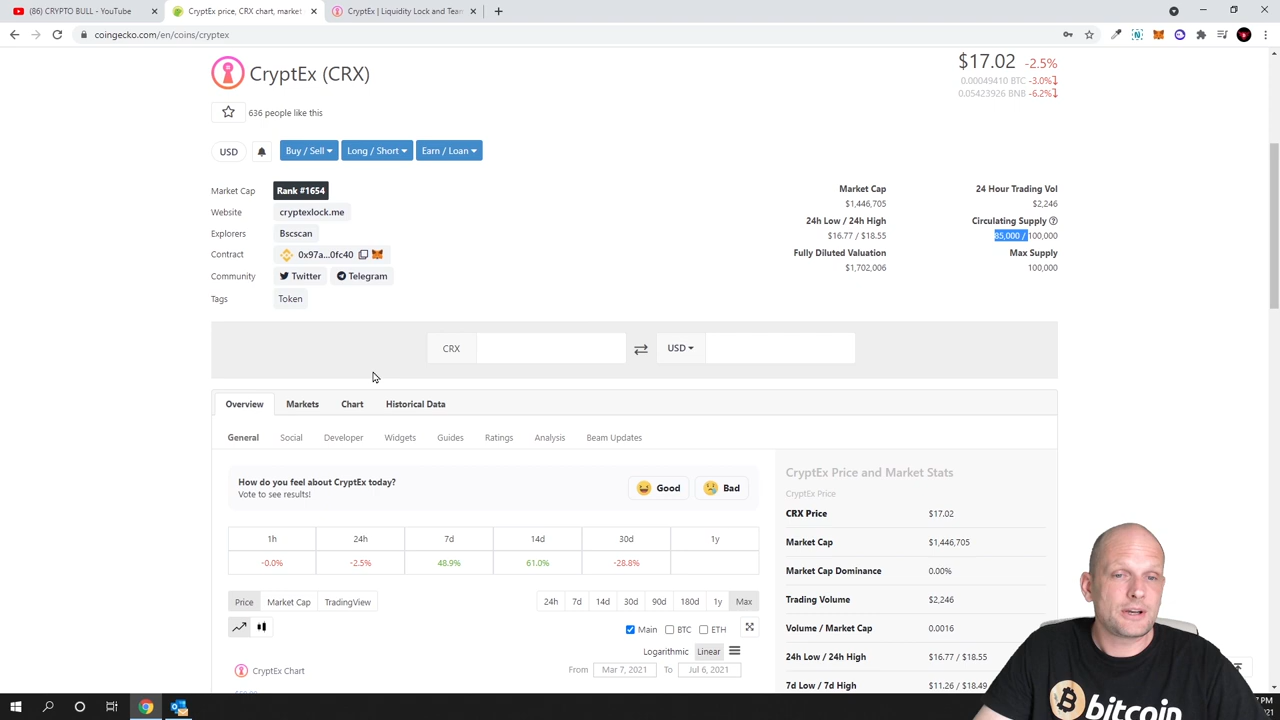 (86) CRYPTO BULL - YouTube
CryptEx price, CRX chart, market
CryptEx | Liquidity Lock and Tean
coingecko.com/en/coins/cryptex
CryptEx (CRX)
$17.02 -2.5%
0.00049410 BTC -3.0%
0.05423926 BNB -6.2%
636 people like this
USD
Buy / Sell
Long / Short
Earn / Loan
Market Cap Rank #1654
Website cryptexlock.me
Explorers Bscscan
Contract 0x97a...0fc40
Community Twitter Telegram
Tags Token
Market Cap
$1,446,705
24 Hour Trading Vol
$2,246
24h Low / 24h High
$16.77 / $18.55
Circulating Supply
85,000 / 100,000
Fully Diluted Valuation
$1,702,006
Max Supply
100,000
CRX
USD
Overview Markets Chart Historical Data
General Social Developer Widgets Guides Ratings Analysis Beam Updates
How do you feel about CryptEx today?
Vote to see results!
Good
Bad
1h 24h 7d 14d 30d 1y
-0.0% -2.5% 48.9% 61.0% -28.8%
Price Market Cap TradingView
24h 7d 14d 30d 90d 180d 1y Max
Main BTC ETH
Logarithmic Linear
CryptEx Chart
From Mar 7, 2021 To Jul 6, 2021
CryptEx Price and Market Stats
CryptEx Price
CRX Price $17.02
Market Cap $1,446,705
Market Cap Dominance 0.00%
Trading Volume $2,246
Volume / Market Cap 0.0016
24h Low / 24h High $16.77 / $18.55
7d Low / 7d High $11.26 / $18.49
bitcoin